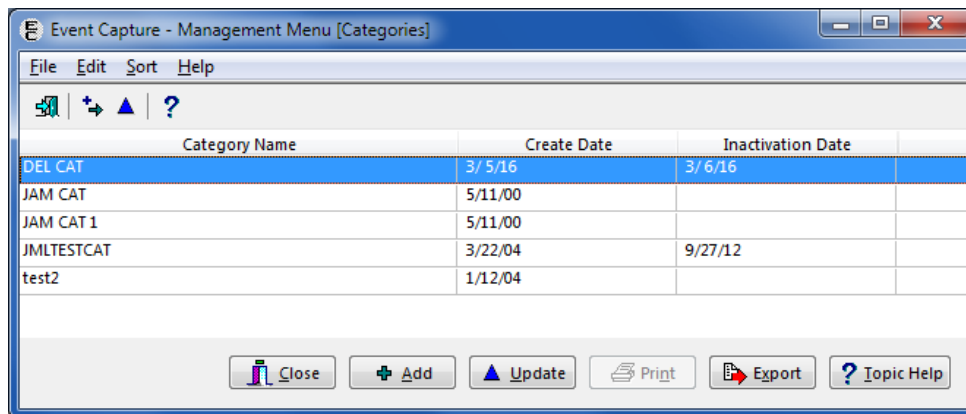 Event Capture - Management Menu [Categories]
File Edit Sort Help
Category Name Create Date Inactivation Date
DEL CAT 3/ 5/16 3/ 6/16
JAM CAT 5/11/00
JAM CAT 1 5/11/00
JMLTESTCAT 3/22/04 9/27/12
test2 1/12/04
Close Add Update Print Export ? Topic Help